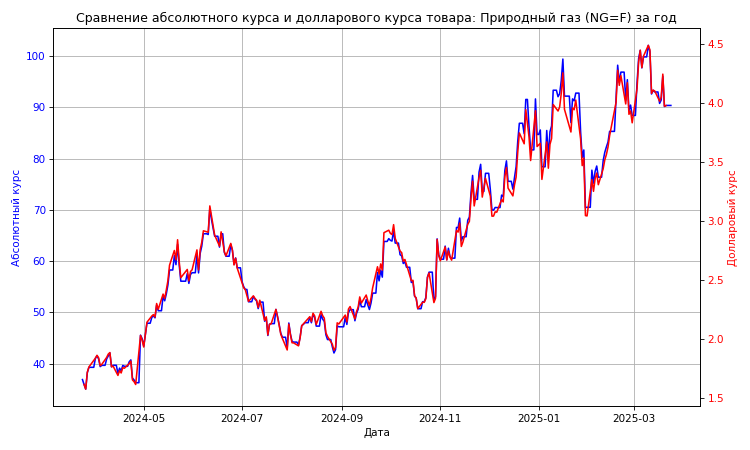 Сравнение абсолютного курса и долларового курса товара: Природный газ (NG=F) за год
Абсолютный курс
100
90
80
70
60
50
40
4.5
4.0
3.5
3.0
2.5
2.0
1.5
Долларовый курс
2024-05 2024-07 2024-09 2024-11 2025-01 2025-03
Дата